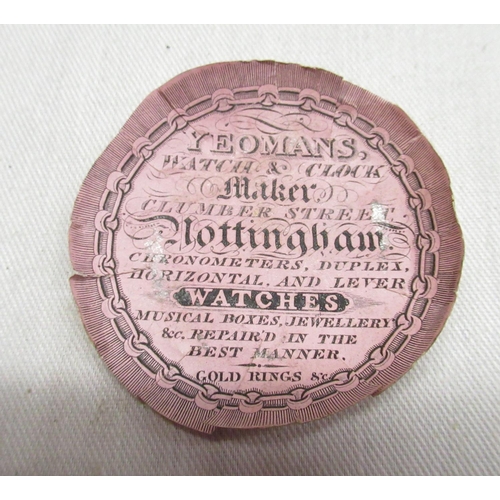 YEOMANS,
WATCH & CLOCK
Maker
CLUMBER STREET,
Nottingham
CHRONOMETERS, DUPLEX,
HORIZONTAL, AND LEVER
WATCHES
MUSICAL BOXES, JEWELLERY
&c. REPAIR'D IN THE
BEST MANNER.
GOLD RINGS &c